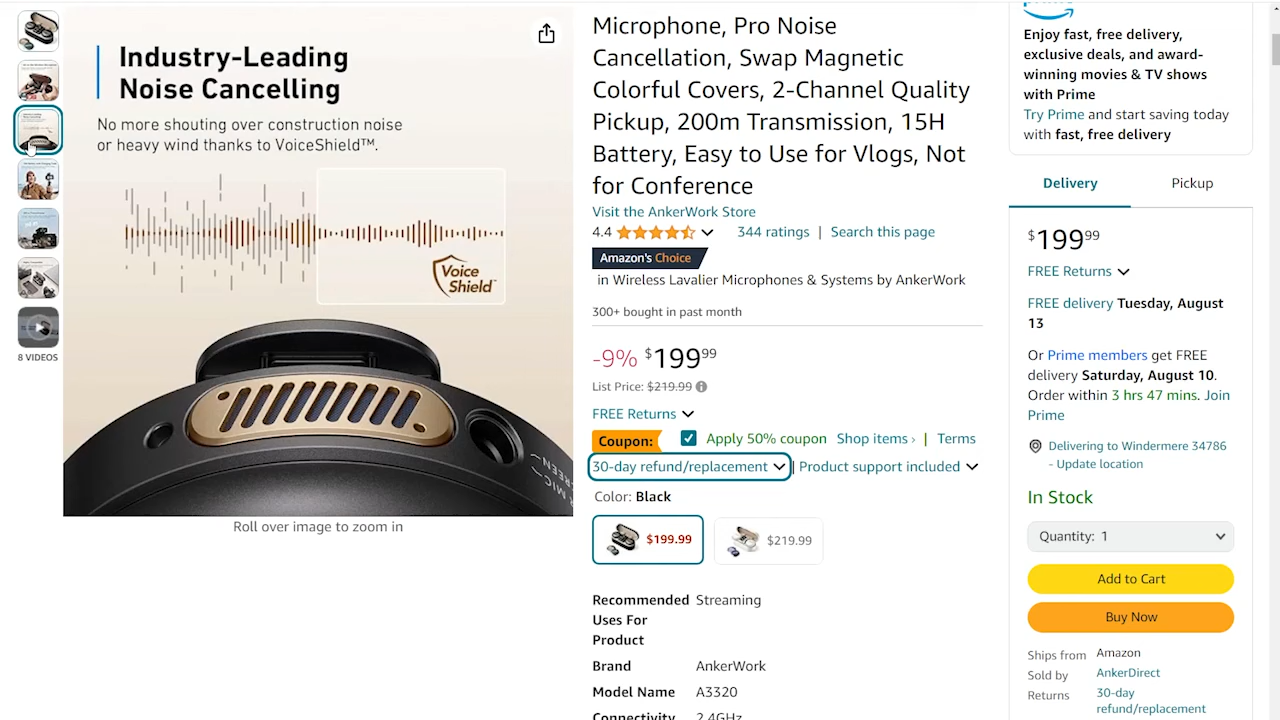 Industry-Leading
Noise Cancelling
No more shouting over construction noise
or heavy wind thanks to VoiceShield™.
Voice
Shield™
MIC
Roll over image to zoom in
8 VIDEOS
Microphone, Pro Noise
Cancellation, Swap Magnetic
Colorful Covers, 2-Channel Quality
Pickup, 200m Transmission, 15H
Battery, Easy to Use for Vlogs, Not
for Conference
Visit the AnkerWork Store
4.4 344 ratings | Search this page
Amazon's Choice
in Wireless Lavalier Microphones & Systems by AnkerWork
300+ bought in past month
-9% $199 99
List Price: $219.99
FREE Returns
Coupon: Apply 50% coupon Shop items › | Terms
30-day refund/replacement | Product support included
Color: Black
$199.99 $219.99
Recommended Streaming
Uses For
Product
Brand AnkerWork
Model Name A3320
Connectivity 2.4GHz
Enjoy fast, free delivery,
exclusive deals, and award-
winning movies & TV shows
with Prime
Try Prime and start saving today
with fast, free delivery
Delivery Pickup
$199 99
FREE Returns
FREE delivery Tuesday, August
13
Or Prime members get FREE
delivery Saturday, August 10.
Order within 3 hrs 47 mins. Join
Prime
Delivering to Windermere 34786
- Update location
In Stock
Quantity: 1
Add to Cart
Buy Now
Ships from Amazon
Sold by AnkerDirect
Returns 30-day
refund/replacement